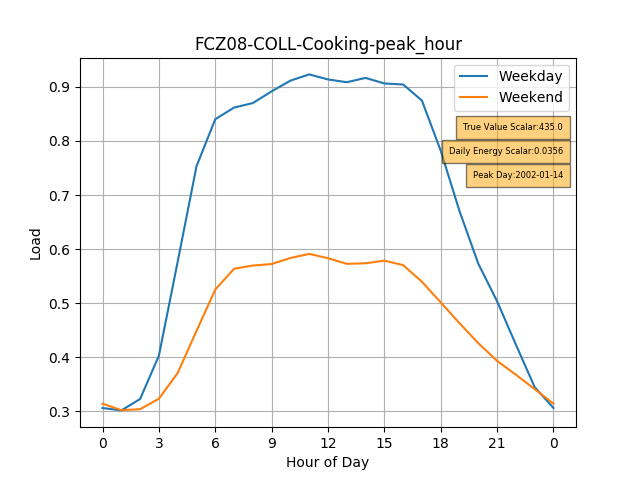 FCZ08-COLL-Cooking-peak_hour
Weekday
Weekend
True Value Scalar:435.0
Daily Energy Scalar:0.0356
Peak Day:2002-01-14
Load
0.9
0.8
0.7
0.6
0.5
0.4
0.3
0 3 6 9 12 15 18 21 0
Hour of Day